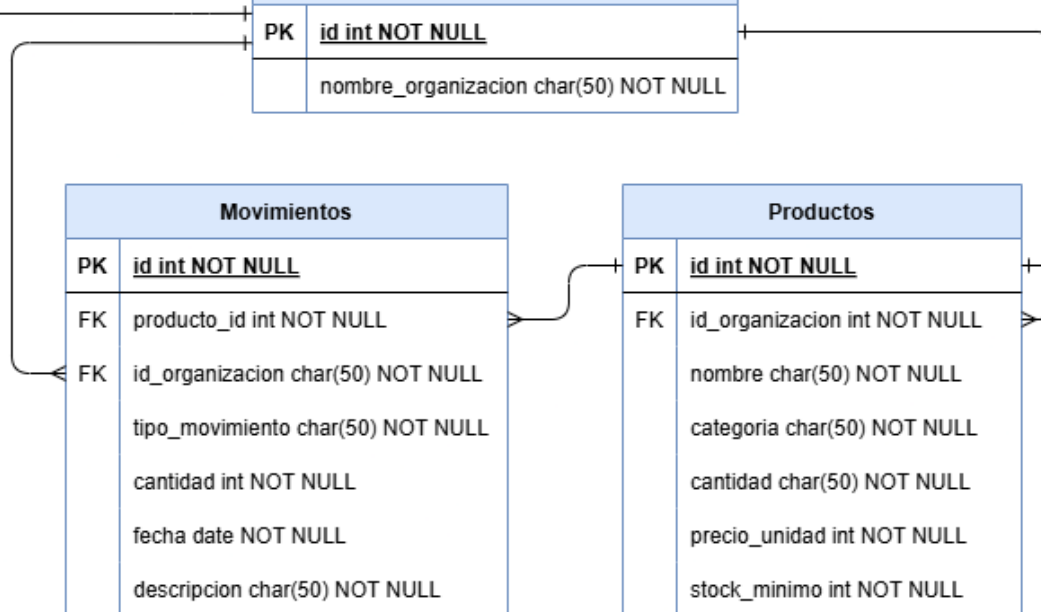 PK id int NOT NULL
nombre_organizacion char(50) NOT NULL
Movimientos
PK id int NOT NULL
FK producto_id int NOT NULL
FK id_organizacion char(50) NOT NULL
tipo_movimiento char(50) NOT NULL
cantidad int NOT NULL
fecha date NOT NULL
descripcion char(50) NOT NULL
Productos
PK id int NOT NULL
FK id_organizacion int NOT NULL
nombre char(50) NOT NULL
categoria char(50) NOT NULL
cantidad char(50) NOT NULL
precio_unidad int NOT NULL
stock_minimo int NOT NULL